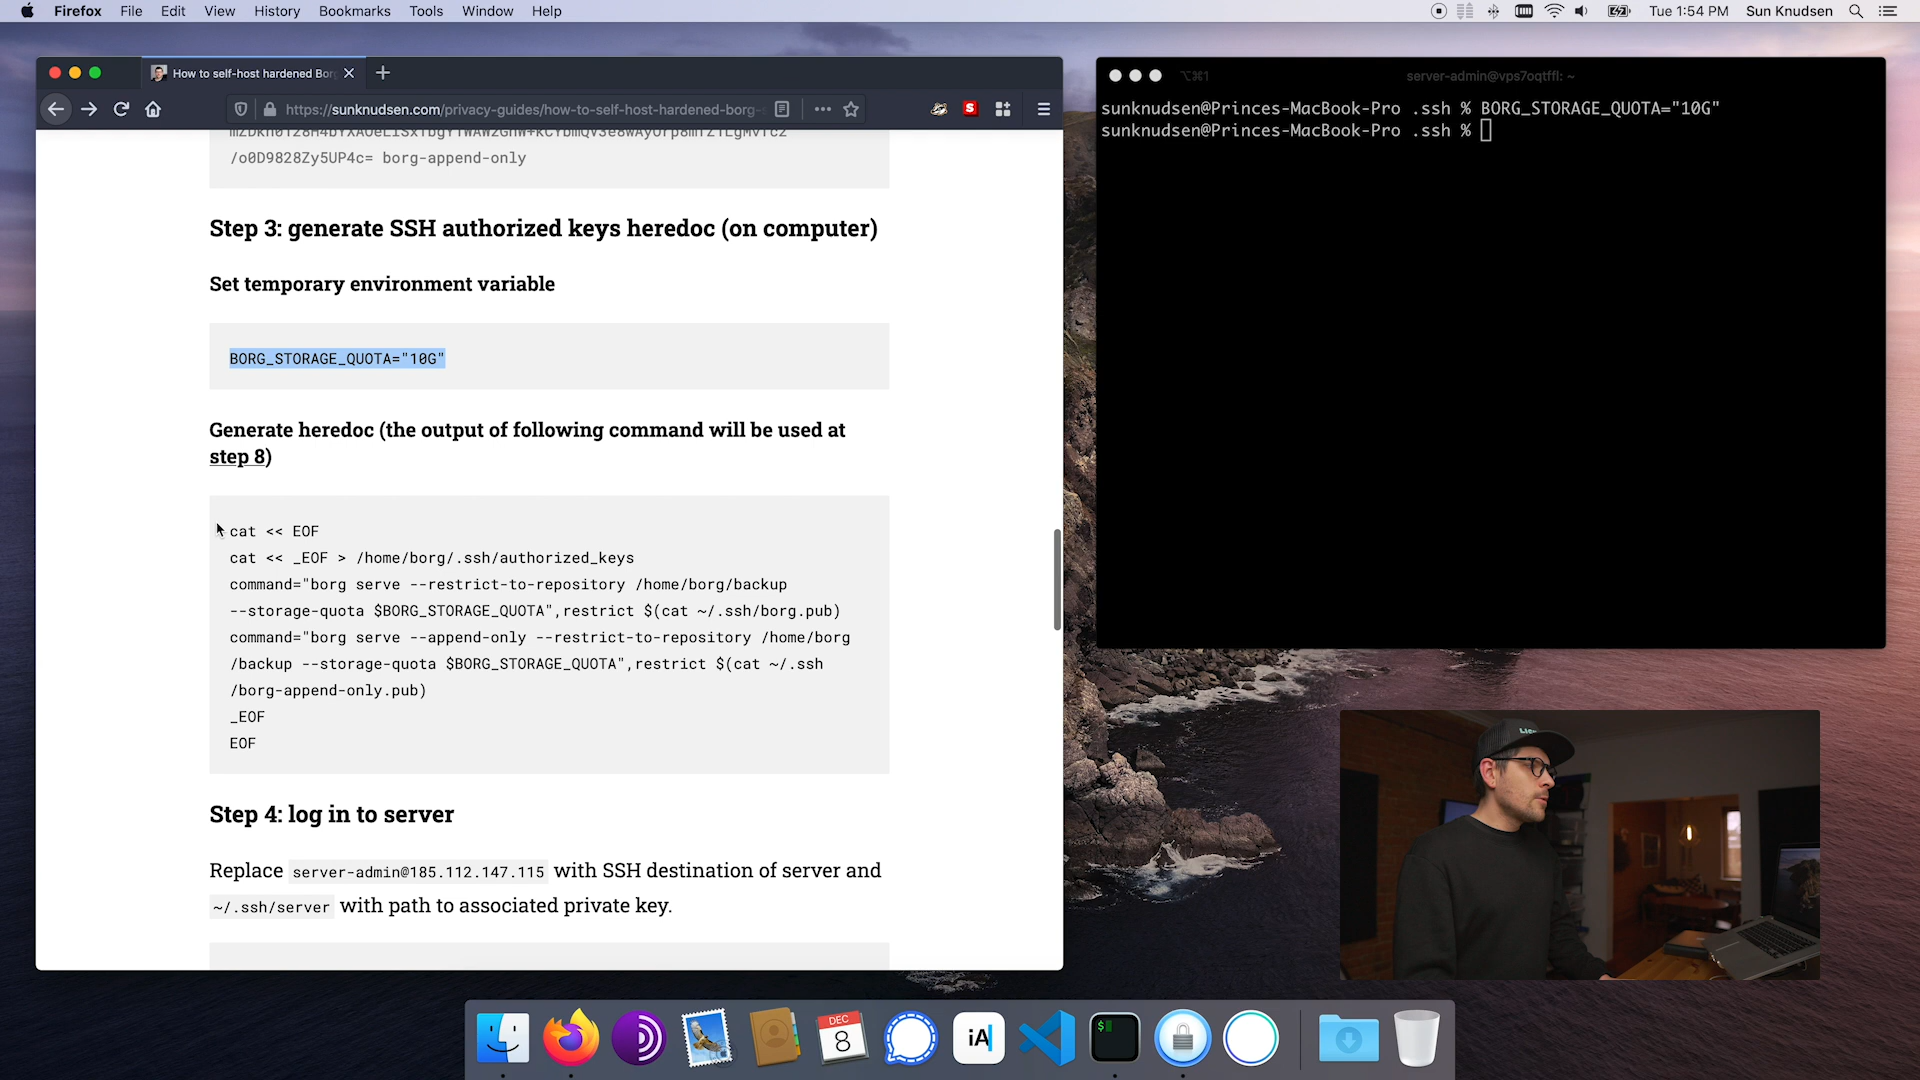 Firefox File Edit View History Bookmarks Tools Window Help
Tue 1:54 PM Sun Knudsen
How to self-host hardened Bor
https://sunknudsen.com/privacy-guides/how-to-self-host-hardened-borg-
/o0D9828Zy5UP4c= borg-append-only
Step 3: generate SSH authorized keys heredoc (on computer)
Set temporary environment variable
BORG_STORAGE_QUOTA="10G"
Generate heredoc (the output of following command will be used at
step 8)
cat << EOF
cat << _EOF > /home/borg/.ssh/authorized_keys
command="borg serve --restrict-to-repository /home/borg/backup
--storage-quota $BORG_STORAGE_QUOTA",restrict $(cat ~/.ssh/borg.pub)
command="borg serve --append-only --restrict-to-repository /home/borg
/backup --storage-quota $BORG_STORAGE_QUOTA",restrict $(cat ~/.ssh
/borg-append-only.pub)
_EOF
EOF
Step 4: log in to server
Replace server-admin@185.112.147.115 with SSH destination of server and
~/.ssh/server with path to associated private key.
⌥⌘1
server-admin@vps7oqtffl: ~
sunknudsen@Princes-MacBook-Pro .ssh % BORG_STORAGE_QUOTA="10G"
sunknudsen@Princes-MacBook-Pro .ssh %
DEC
8
iA
$
S